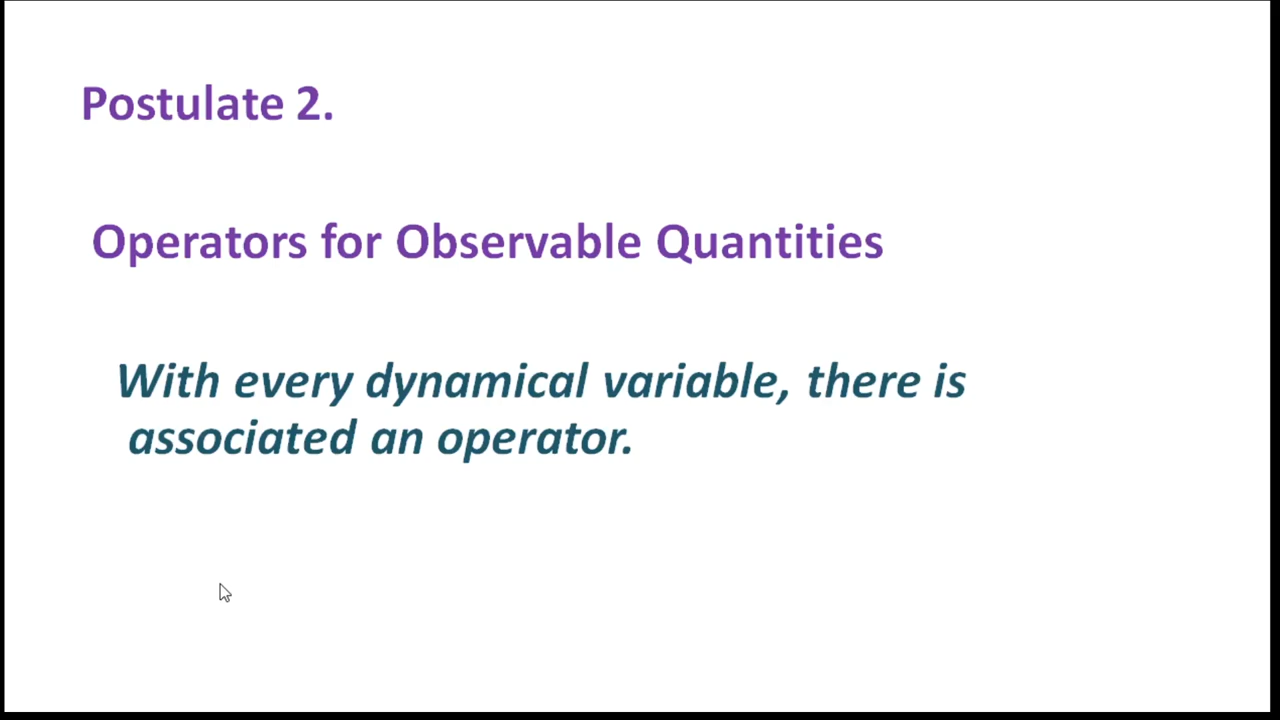 Postulate 2.
Operators for Observable Quantities
With every dynamical variable, there is
associated an operator.